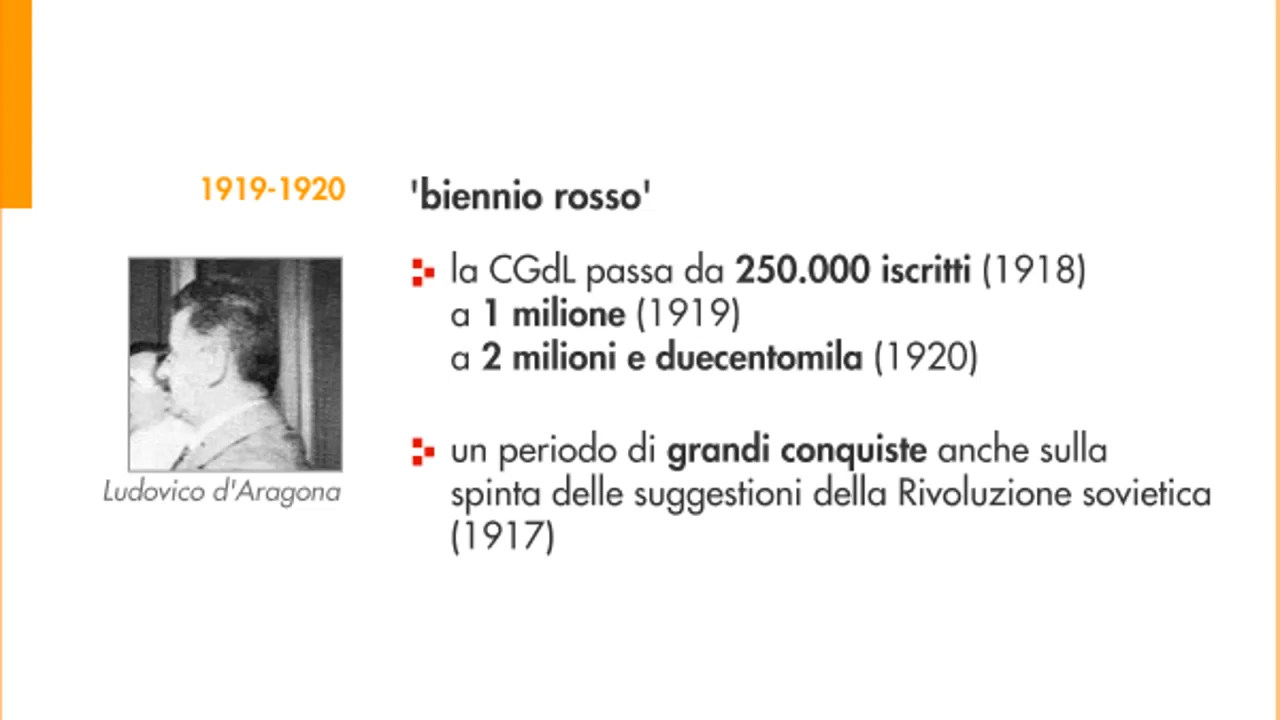 1919-1920
'biennio rosso'
la CGdL passa da 250.000 iscritti (1918)
a 1 milione (1919)
a 2 milioni e duecentomila (1920)
Ludovico d'Aragona
un periodo di grandi conquiste anche sulla
spinta delle suggestioni della Rivoluzione sovietica
(1917)